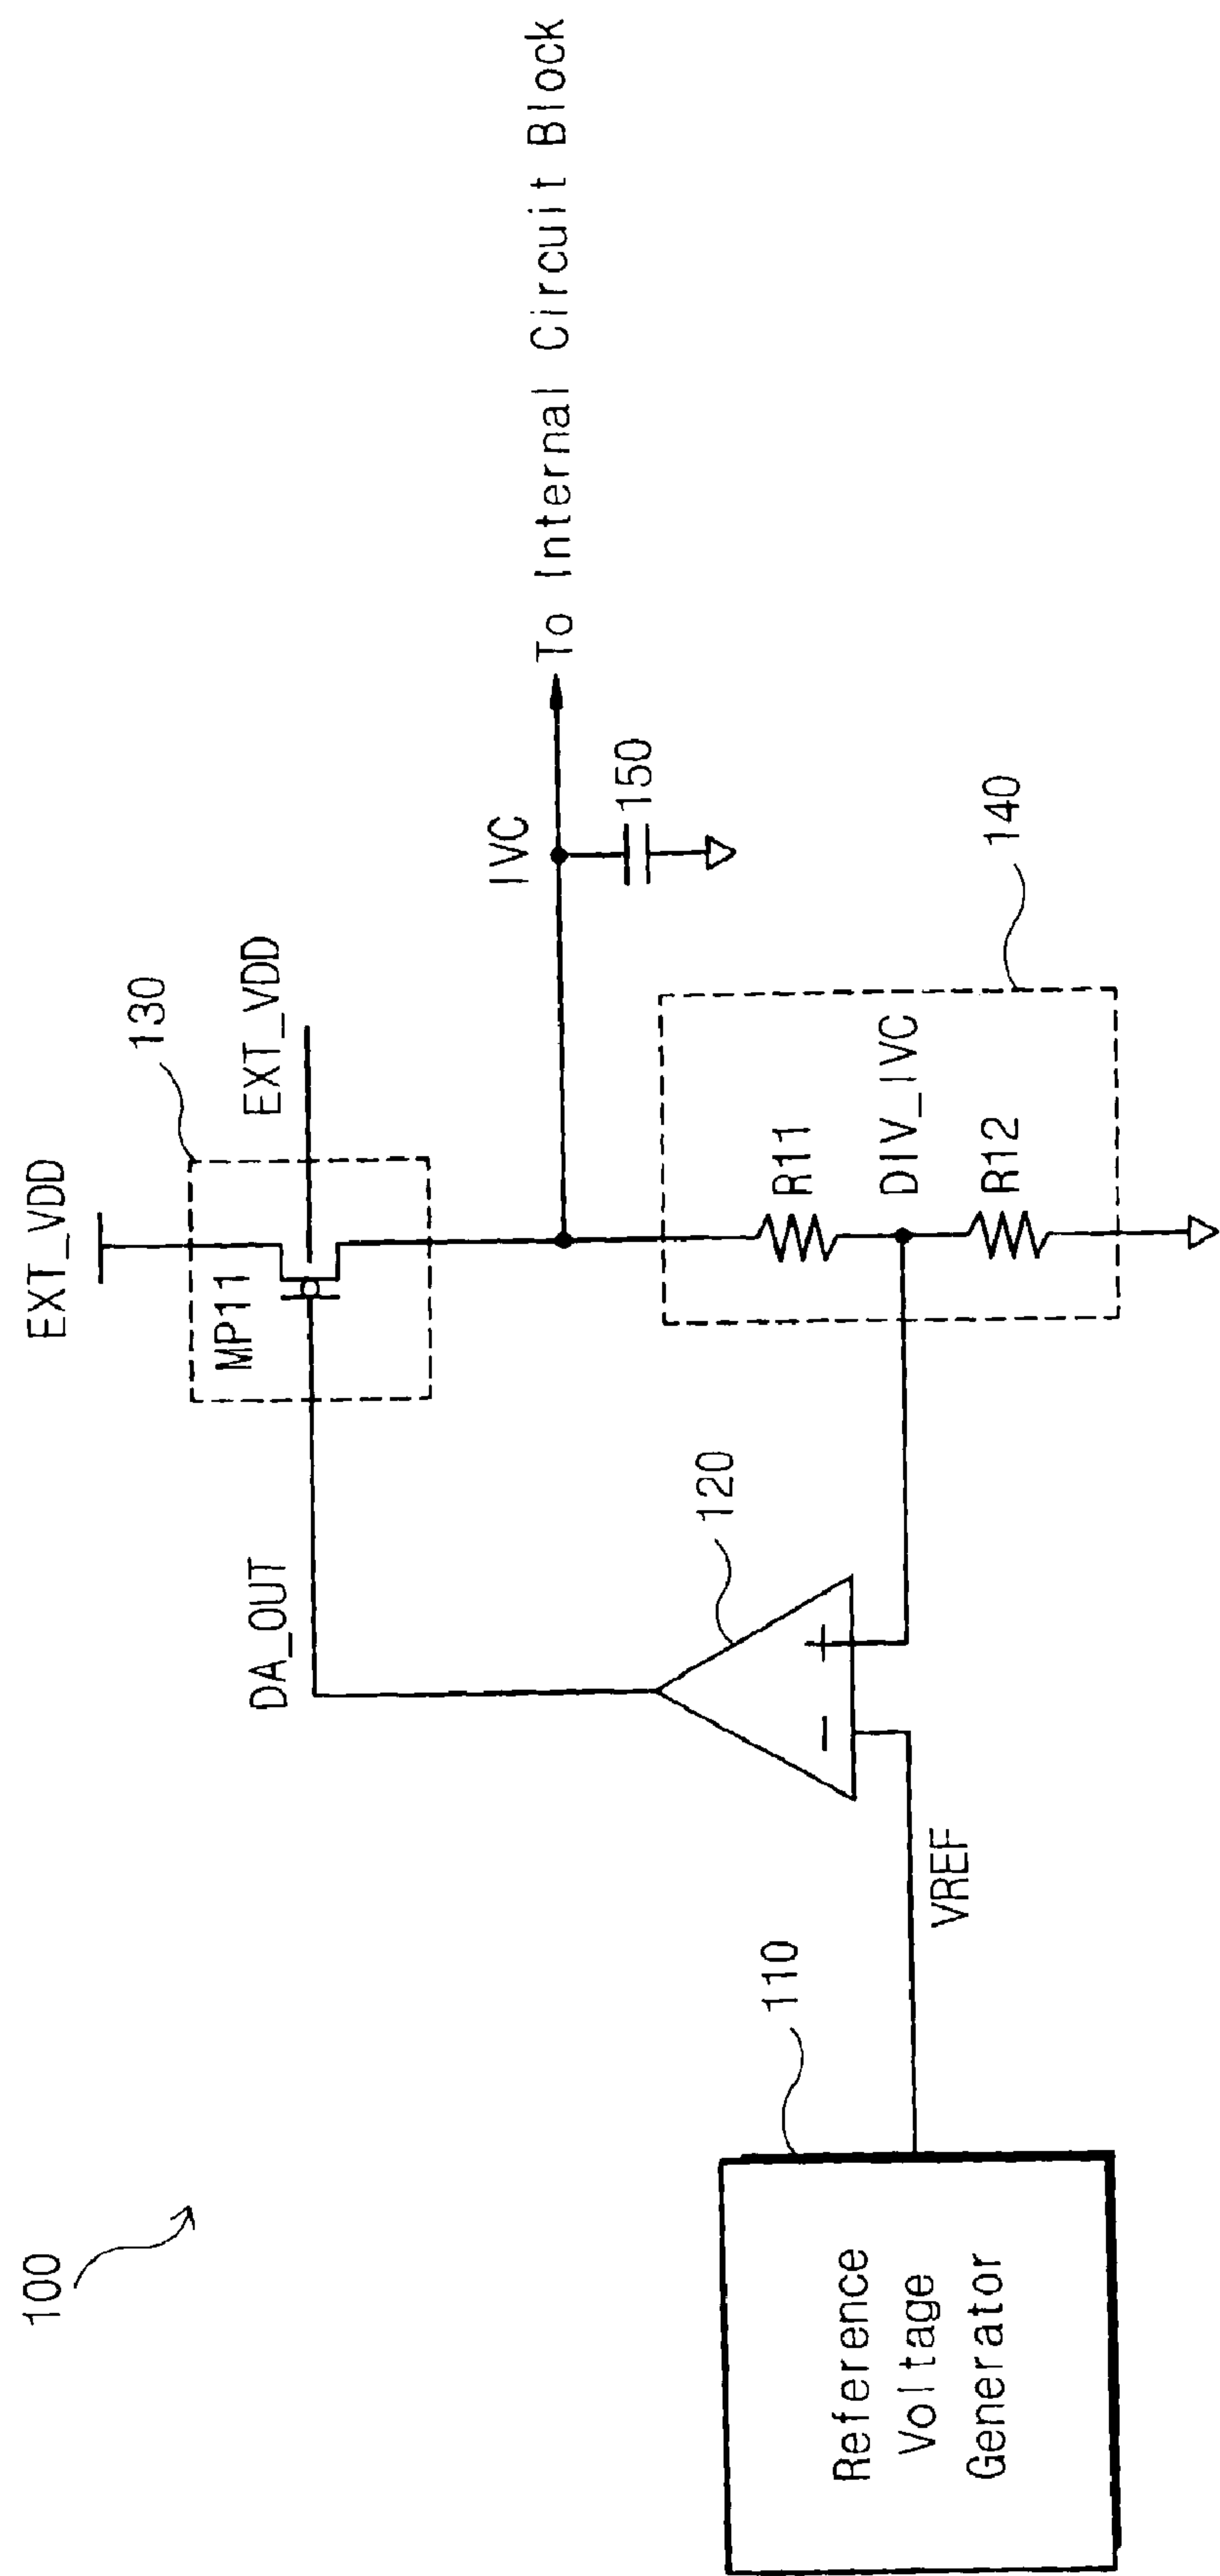 100
EXT_VDD
130
MP11
EXT_VDD
DA_OUT
IVC
To Internal Circuit Block
150
120
R11
DIV_IVC
R12
140
110
VREF
Reference
Voltage
Generator